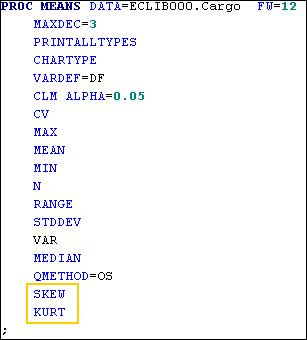 PROC MEANS DATA=ECLIB000.Cargo FW=12
MAXDEC=3
PRINTALLTYPES
CHARTYPE
VARDEF=DF
CLM ALPHA=0.05
CV
MAX
MEAN
MIN
N
RANGE
STDDEV
VAR
MEDIAN
QMETHOD=OS
SKEW
KURT
;